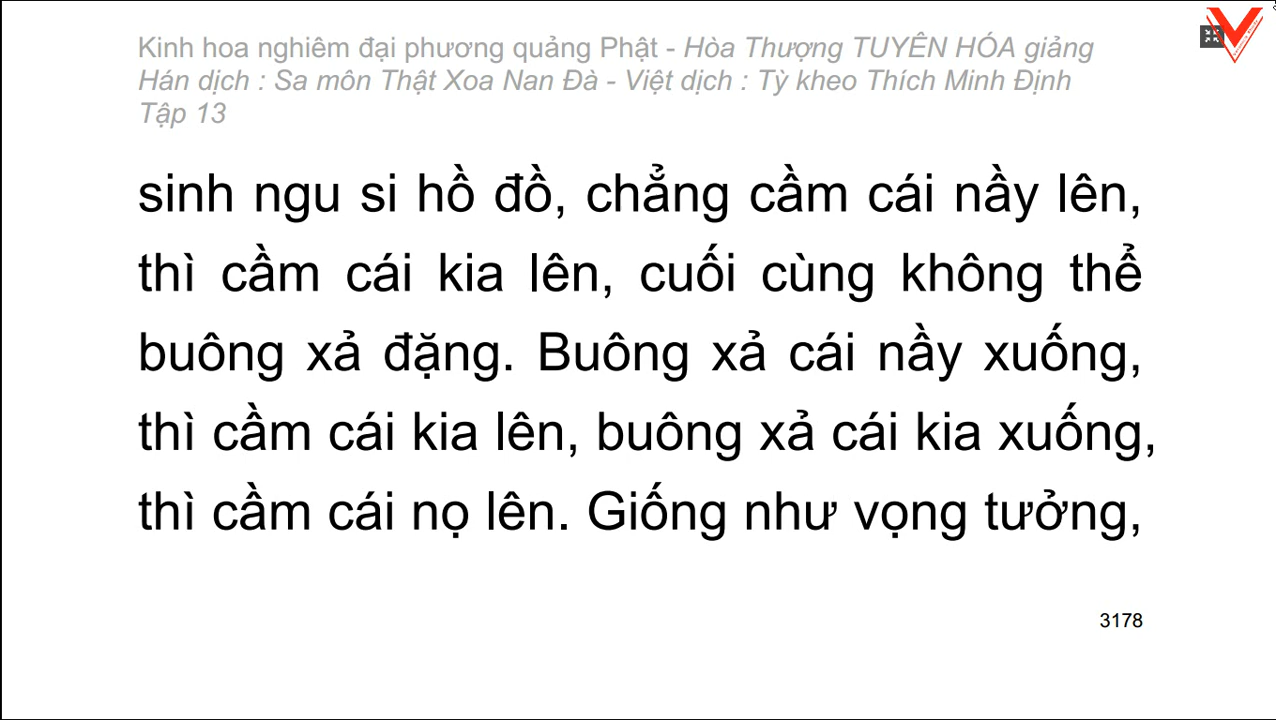 Kinh hoa nghiêm đại phương quảng Phật - Hòa Thượng TUYÊN HÓA giảng
Hán dịch : Sa môn Thật Xoa Nan Đà - Việt dịch : Tỳ kheo Thích Minh Định
Tập 13
sinh ngu si hồ đồ, chẳng cầm cái nầy lên,
thì cầm cái kia lên, cuối cùng không thể
buông xả đặng. Buông xả cái nầy xuống,
thì cầm cái kia lên, buông xả cái kia xuống,
thì cầm cái nọ lên. Giống như vọng tưởng,
3178